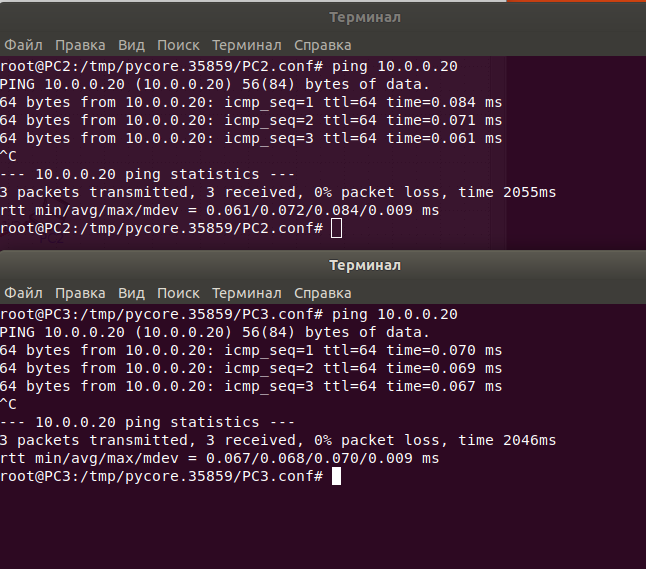 Терминал
Файл Правка Вид Поиск Терминал Справка
root@PC2:/tmp/pycore.35859/PC2.conf# ping 10.0.0.20
PING 10.0.0.20 (10.0.0.20) 56(84) bytes of data.
64 bytes from 10.0.0.20: icmp_seq=1 ttl=64 time=0.084 ms
64 bytes from 10.0.0.20: icmp_seq=2 ttl=64 time=0.071 ms
64 bytes from 10.0.0.20: icmp_seq=3 ttl=64 time=0.061 ms
^C
--- 10.0.0.20 ping statistics ---
3 packets transmitted, 3 received, 0% packet loss, time 2055ms
rtt min/avg/max/mdev = 0.061/0.072/0.084/0.009 ms
root@PC2:/tmp/pycore.35859/PC2.conf#
Терминал
Файл Правка Вид Поиск Терминал Справка
root@PC3:/tmp/pycore.35859/PC3.conf# ping 10.0.0.20
PING 10.0.0.20 (10.0.0.20) 56(84) bytes of data.
64 bytes from 10.0.0.20: icmp_seq=1 ttl=64 time=0.070 ms
64 bytes from 10.0.0.20: icmp_seq=2 ttl=64 time=0.069 ms
64 bytes from 10.0.0.20: icmp_seq=3 ttl=64 time=0.067 ms
^C
--- 10.0.0.20 ping statistics ---
3 packets transmitted, 3 received, 0% packet loss, time 2046ms
rtt min/avg/max/mdev = 0.067/0.068/0.070/0.009 ms
root@PC3:/tmp/pycore.35859/PC3.conf#